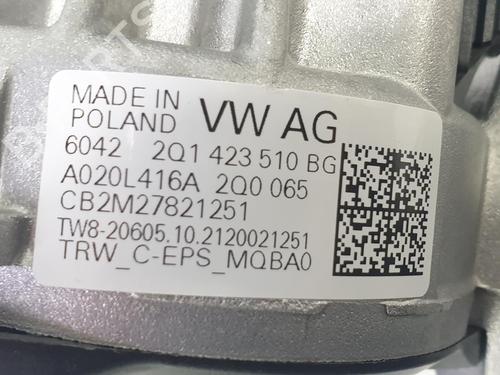 MADE IN
POLAND VW AG
6042 2Q1 423 510 BG
A020L416A 2Q0 065
CB2M27821251
TW8-20605.10.2120021251
TRW_C-EPS_MQBA0